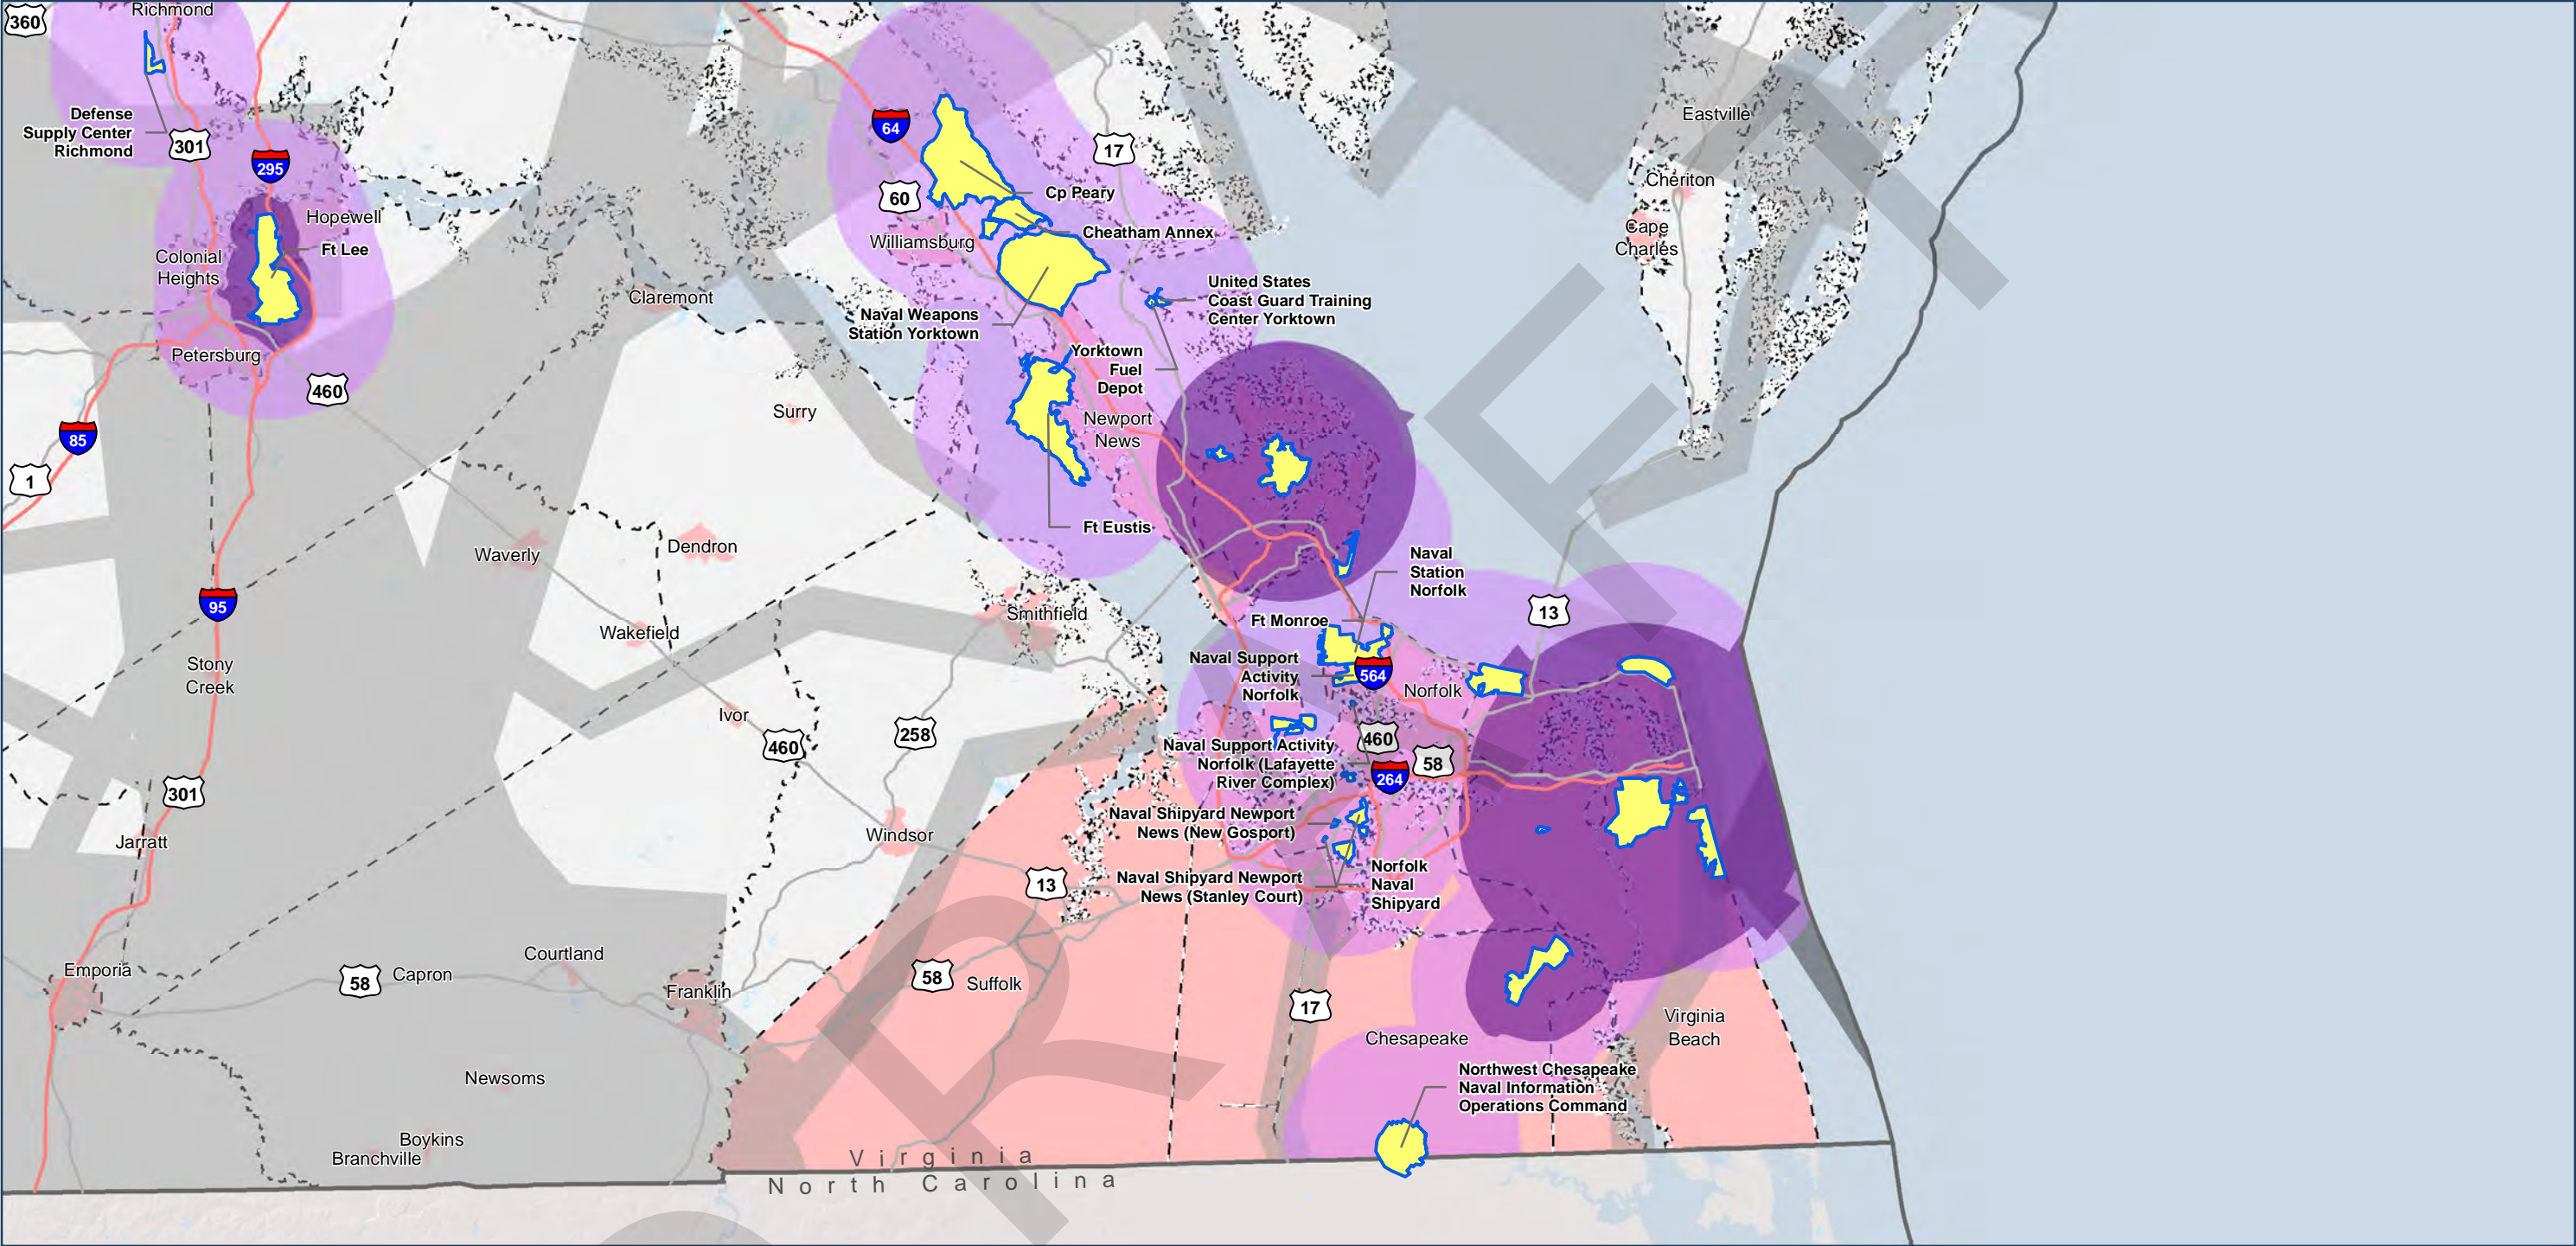 Richmond
360
Defense
Supply Center
Richmond
301
295
64
17
60
Cp Peary
Cheatham Annex
Williamsburg
Hopewell
Ft Lee
Colonial
Heights
Petersburg
460
85
1
Claremont
Surry
Naval Weapons
Station Yorktown
United States
Coast Guard Training
Center Yorktown
Yorktown
Fuel
Depot
Newport
News
Ft Eustis
Eastville
Cheriton
Cape
Charles
Waverly
Dendron
95
Wakefield
Smithfield
Naval
Station
Norfolk
13
Ft Monroe
Naval Support
Activity
Norfolk
564
Norfolk
Stony
Creek
Ivor
460
258
460
58
264
Naval Support Activity
Norfolk (Lafayette
River Complex)
301
Jarratt
Windsor
Naval Shipyard Newport
News (New Gosport)
13
Naval Shipyard Newport
News (Stanley Court)
Norfolk
Naval
Shipyard
Emporia
58
Capron
Courtland
Franklin
58
Suffolk
17
Chesapeake
Virginia
Beach
Newsoms
Boykins
Branchville
Northwest Chesapeake
Naval Information
Operations Command
Virginia
North Carolina